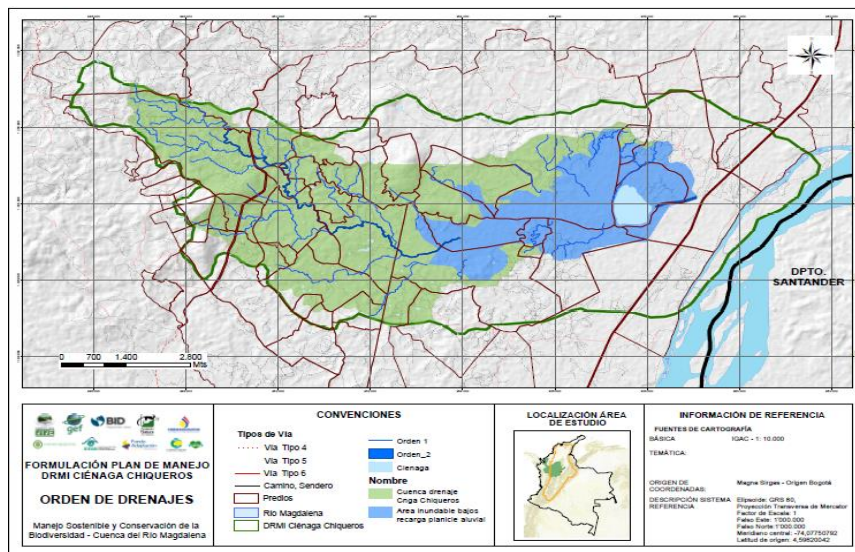 DPTO.
SANTANDER
0 700 1.400 2.800
Mts
BID
FORMULACIÓN PLAN DE MANEJO
DRMI CIÉNAGA CHIQUEROS
ORDEN DE DRENAJES
Manejo Sostenible y Conservación de la
Biodiversidad - Cuenca del Río Magdalena
CONVENCIONES
Tipos de Vía
Vía Tipo 4
Vía Tipo 5
Vía Tipo 6
Camino, Sendero
Predios
Río Magdalena
DRMI Ciénaga Chiqueros
Orden 1
Orden_2
Cienaga
Nombre
Cuenca drenaje
Cnga Chiqueros
Area inundable bajos
recarga planicie aluvial
LOCALIZACIÓN ÁREA
DE ESTUDIO
INFORMACIÓN DE REFERENCIA
FUENTES DE CARTOGRAFÍA
BÁSICA IGAC - 1: 10.000
TEMÁTICA:
ORIGEN DE
COORDENADAS: Magna Sirgas - Origen Bogotá
DESCRIPCIÓN SISTEMA
REFERENCIA
Elipsoide: GRS 80,
Proyección Transversa de Mercator
Factor de Escala: 1
Falso Este: 1'000.000
Falso Norte: 1'000.000
Meridiano central: -74,07750792
Latitud de origen: 4,59620042